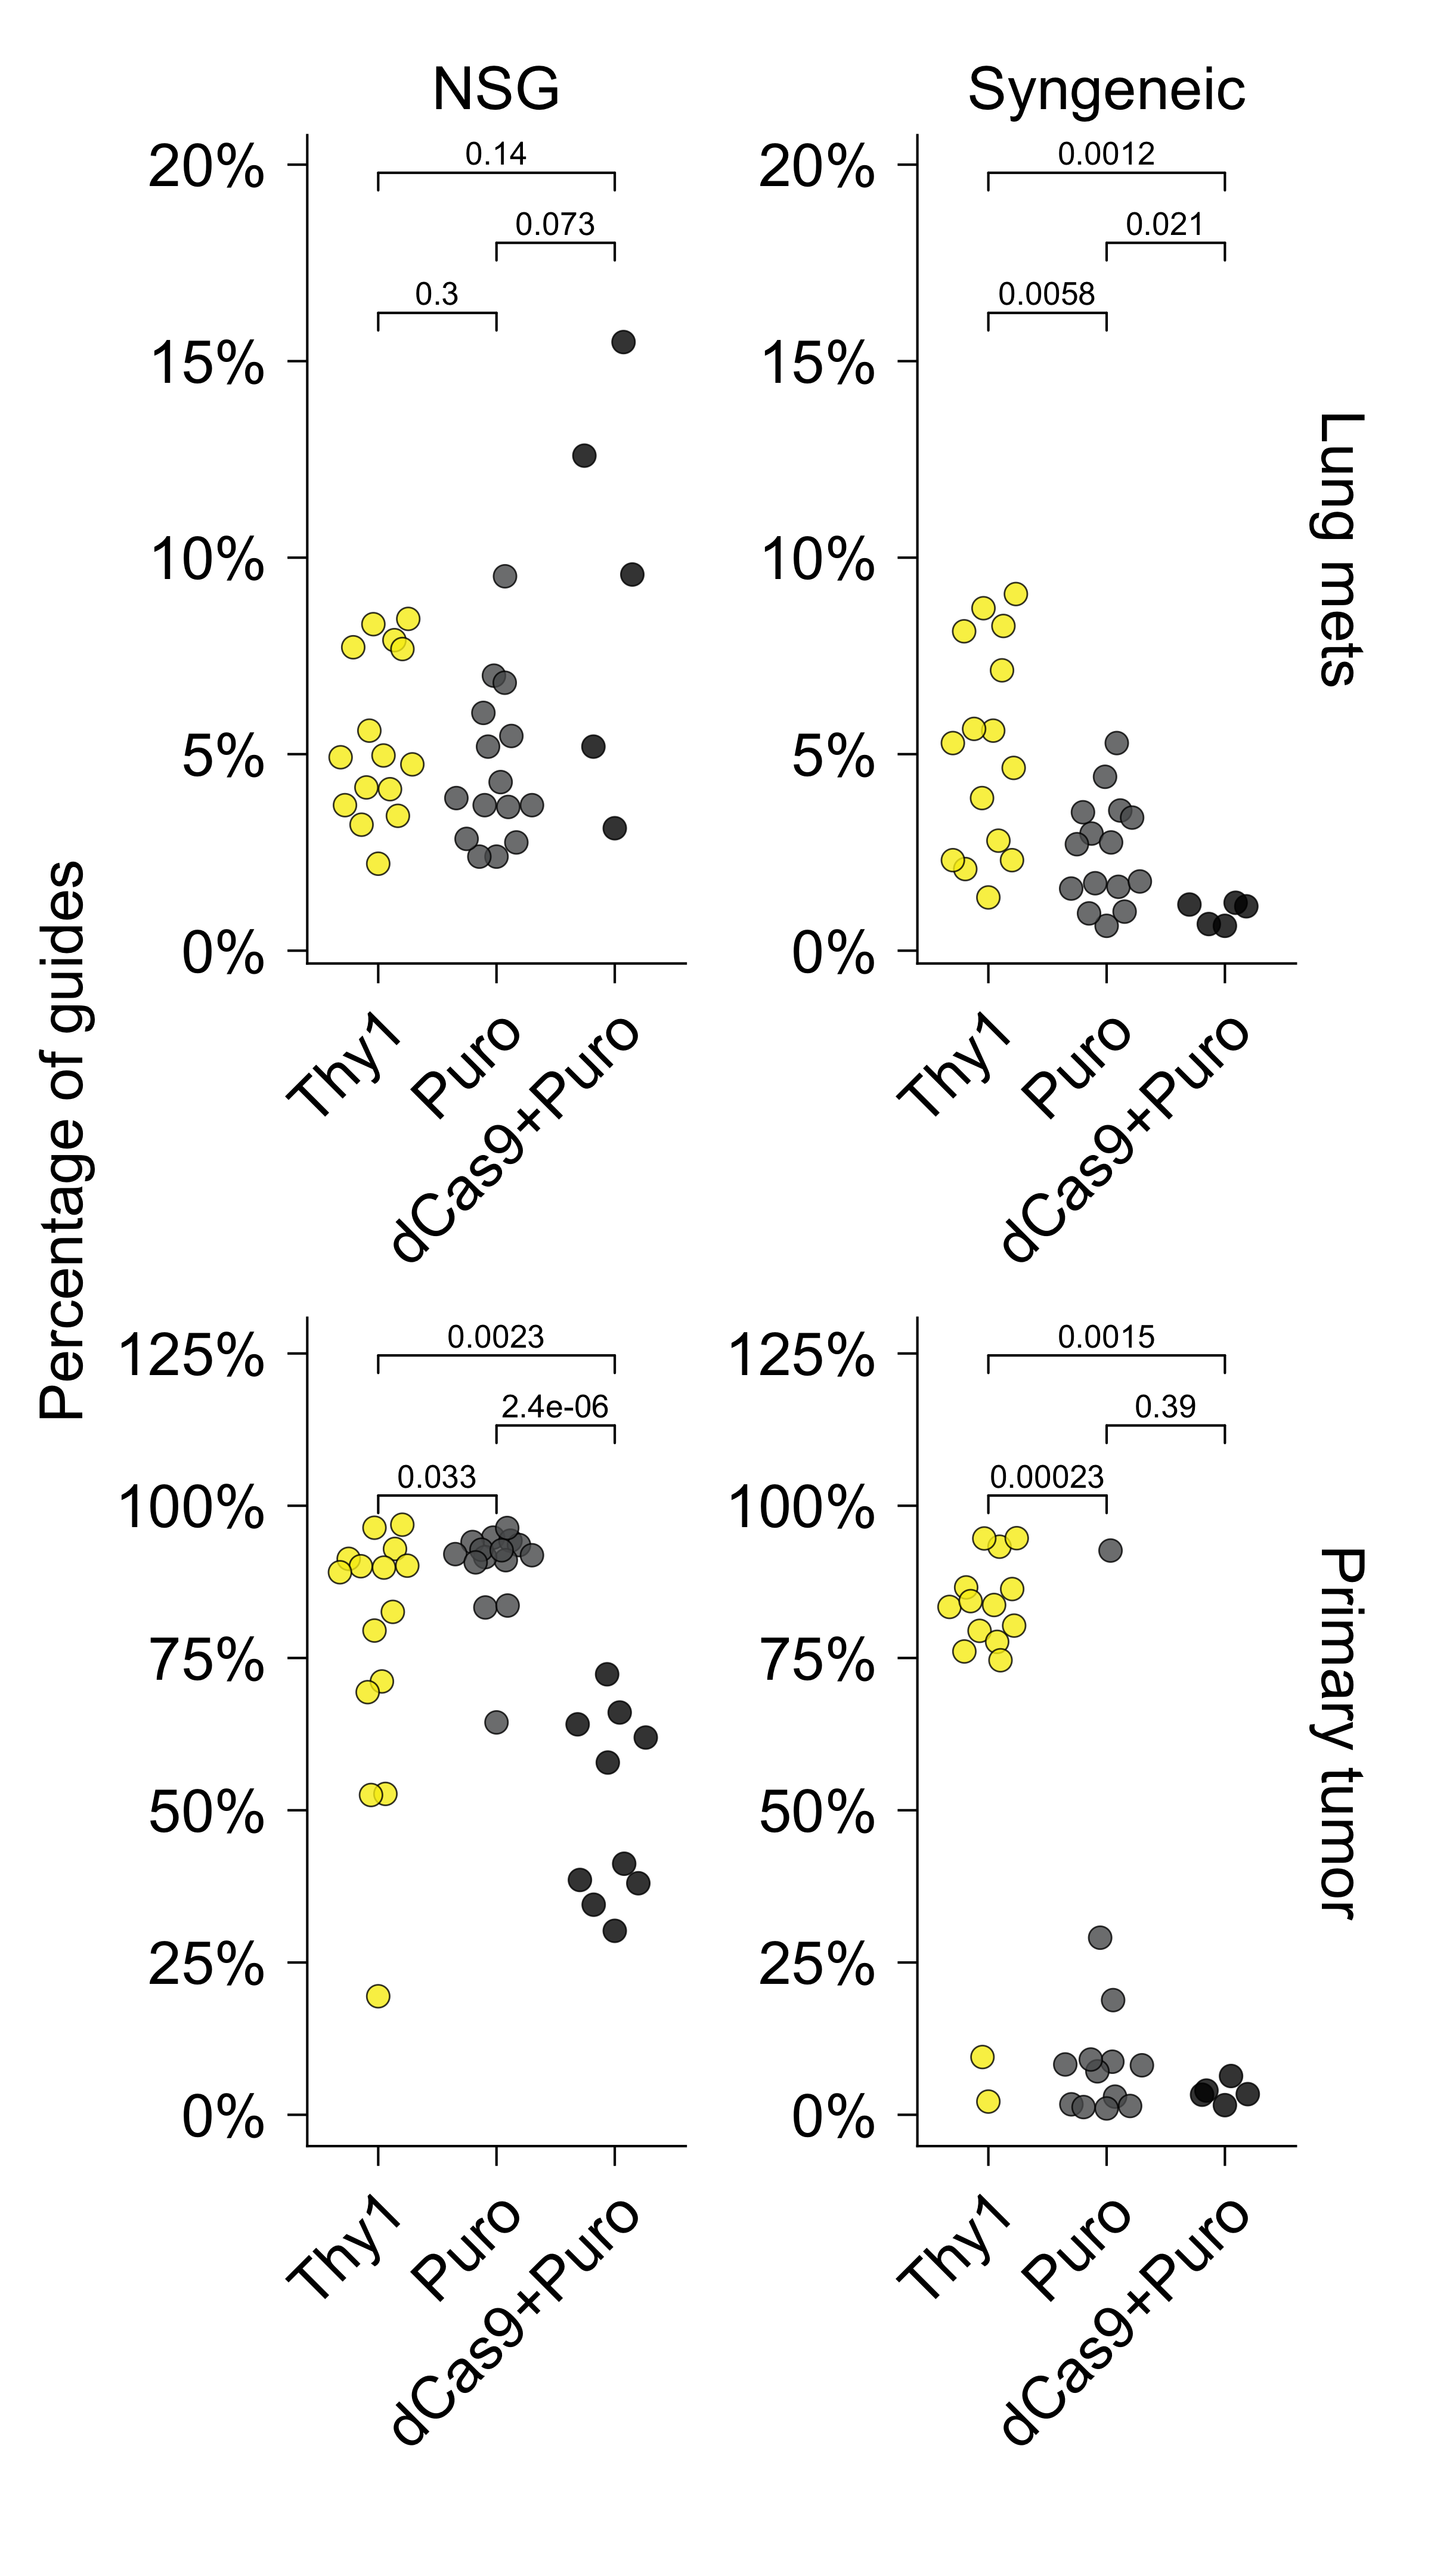 NSG
Syngeneic
Percentage of guides
20%
15%
10%
5%
0%
0.14
0.073
0.3
Thy1
Puro
dCas9+Puro
20%
15%
10%
5%
0%
0.0012
0.021
0.0058
Thy1
Puro
dCas9+Puro
Lung mets
125%
100%
75%
50%
25%
0%
0.0023
2.4e-06
0.033
Thy1
Puro
dCas9+Puro
125%
100%
75%
50%
25%
0%
0.0015
0.39
0.00023
Thy1
Puro
dCas9+Puro
Primary tumor